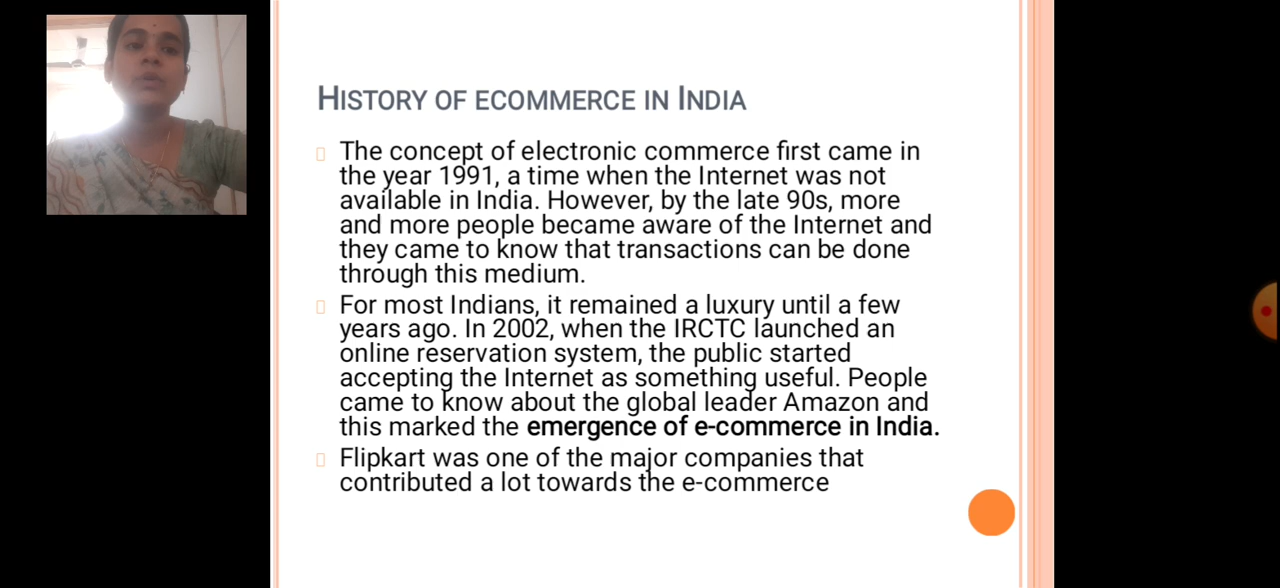 HISTORY OF ECOMMERCE IN INDIA
The concept of electronic commerce first came in
the year 1991, a time when the Internet was not
available in India. However, by the late 90s, more
and more people became aware of the Internet and
they came to know that transactions can be done
through this medium.
For most Indians, it remained a luxury until a few
years ago. In 2002, when the IRCTC launched an
online reservation system, the public started
accepting the Internet as something useful. People
came to know about the global leader Amazon and
this marked the emergence of e-commerce in India.
Flipkart was one of the major companies that
contributed a lot towards the e-commerce